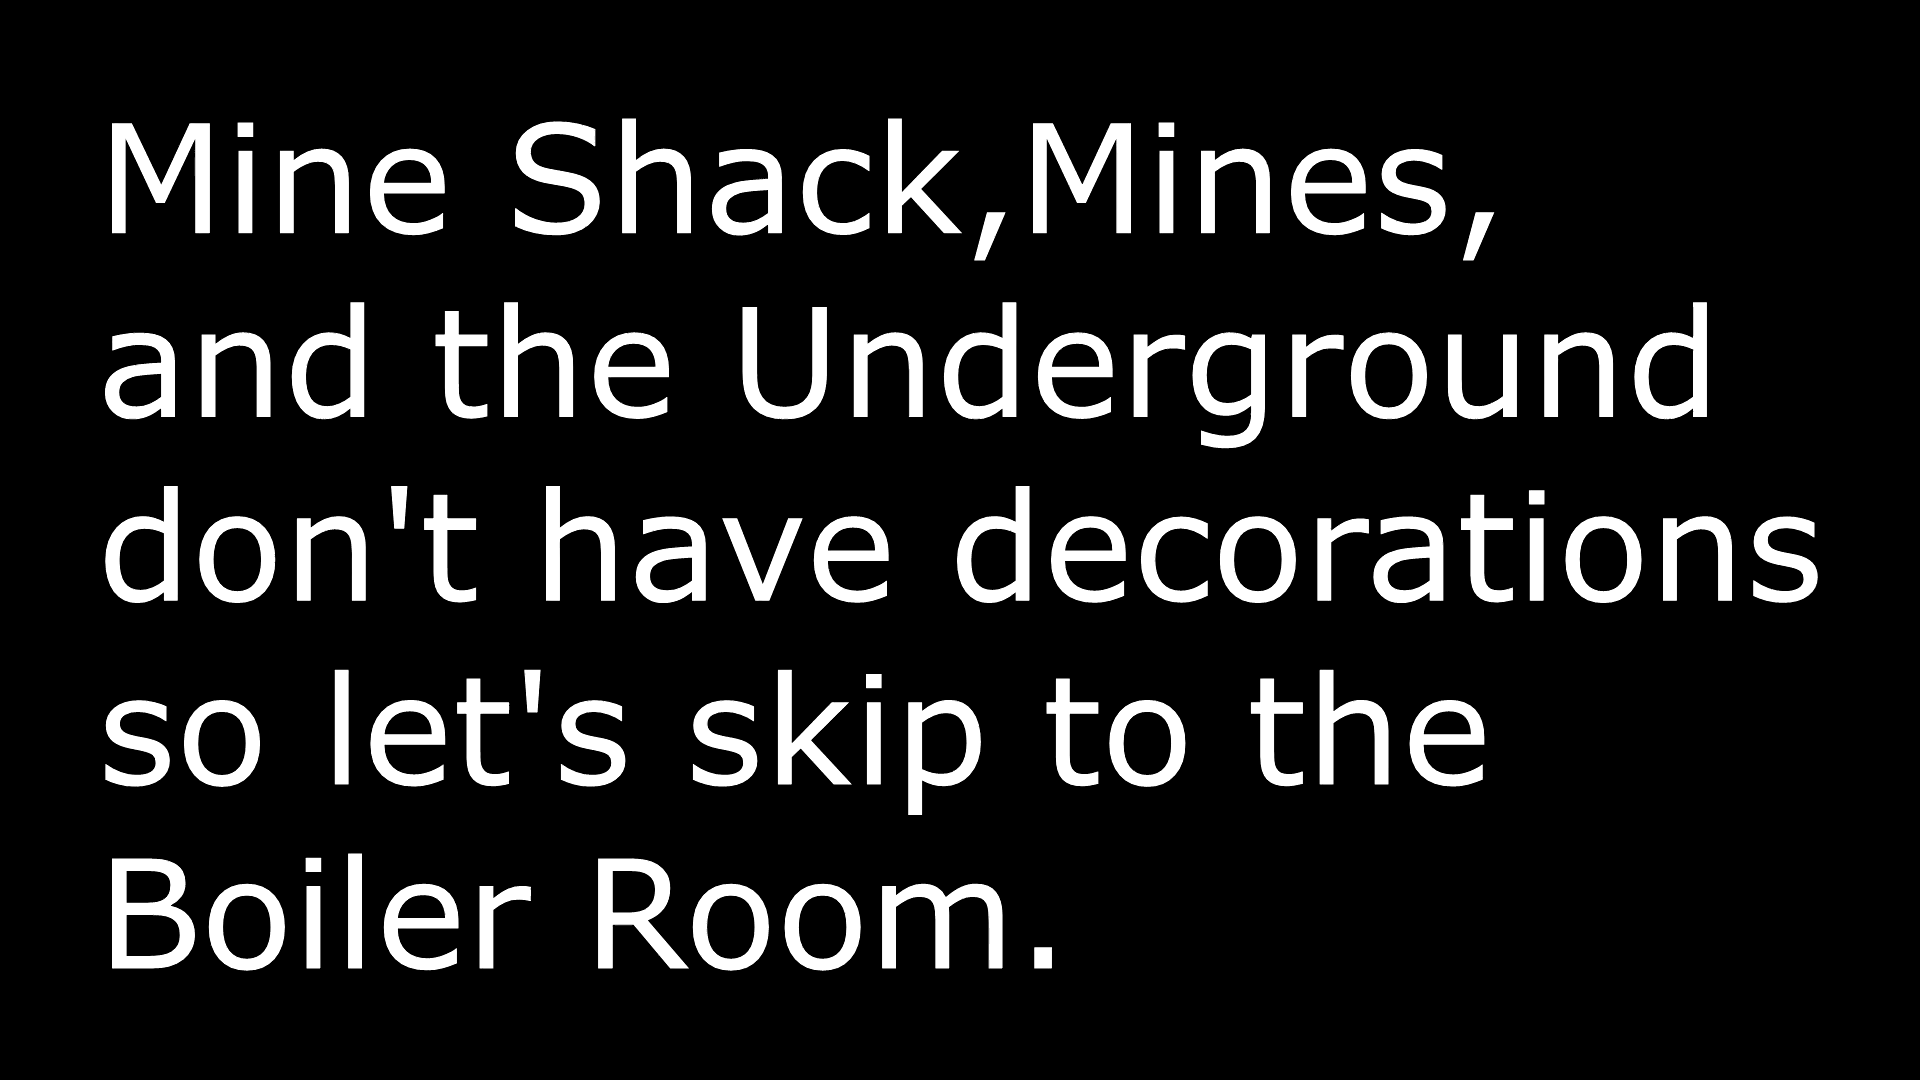 Mine Shack,Mines,
and the Underground
don't have decorations
so let's skip to the
Boiler Room.